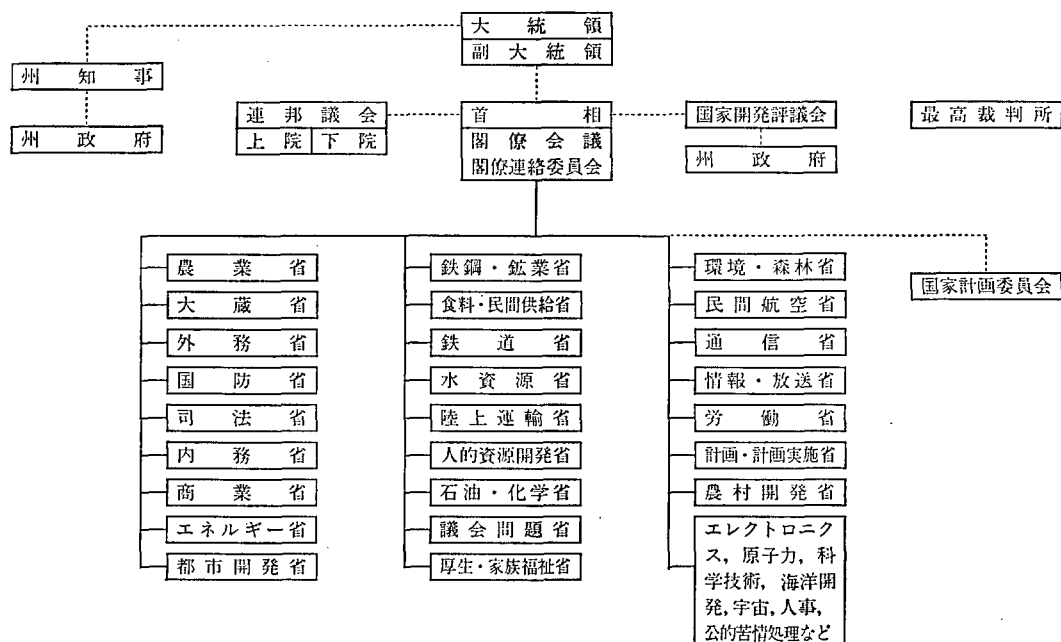 大統領
副大統領
州知事
州政府
連邦議会
上院 下院
首相
閣僚会議
閣僚連絡委員会
国家開発評議会
州政府
最高裁判所
農業省
大蔵省
外務省
国防省
司法省
内務省
商業省
エネルギー省
都市開発省
鉄鋼・鉱業省
食料・民間供給省
鉄道省
水資源省
陸上運輸省
人的資源開発省
石油・化学省
議会問題省
厚生・家族福祉省
環境・森林省
民間航空省
通信省
情報・放送省
労働省
計画・計画実施省
農村開発省
エレクトロニク
ス，原子力，科
学技術，海洋開
発，宇宙，人事，
公的苦情処理など
国家計画委員会